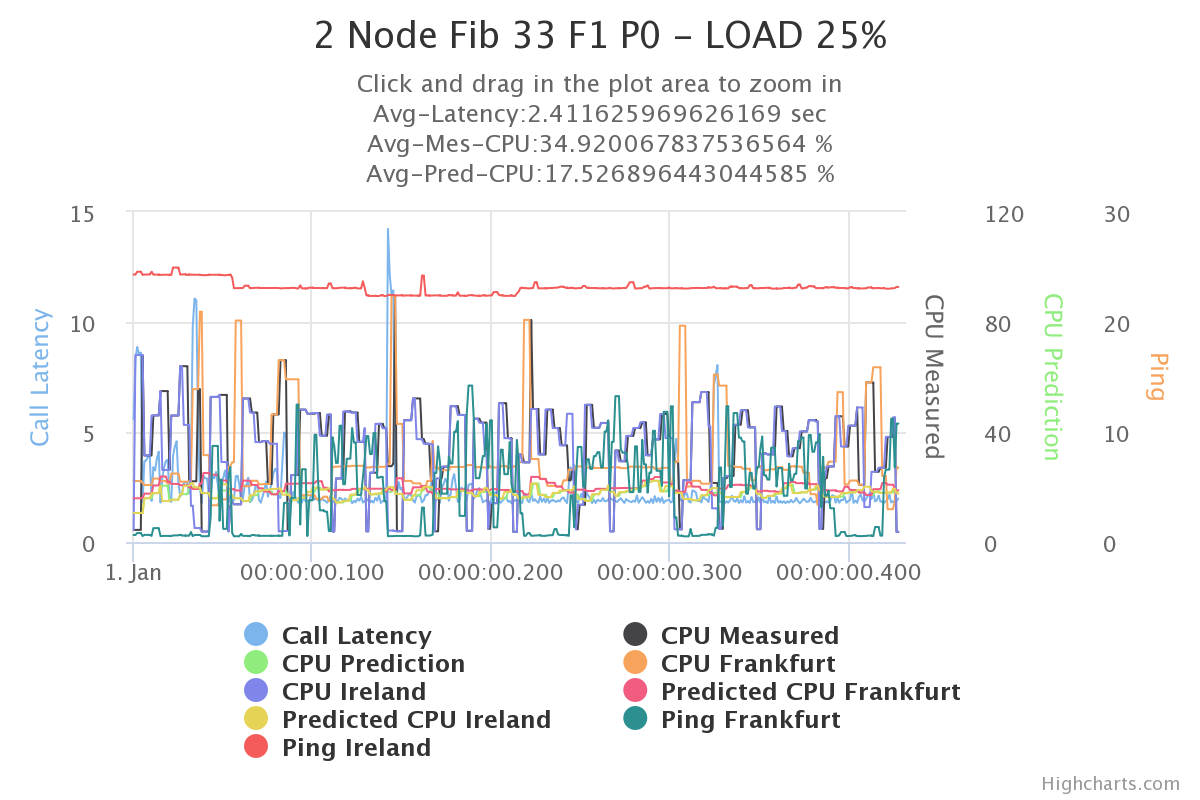 2 Node Fib 33 F1 P0 - LOAD 25%
Click and drag in the plot area to zoom in
Avg-Latency:2.411625969626169 sec
Avg-Mes-CPU:34.920067837536564 %
Avg-Pred-CPU:17.526896443044585 %
15 120 30
10 80 20
5 40 10
0 0 0
Call Latency
CPU Measured
CPU Prediction
Ping
1. Jan 00:00:00.100 00:00:00.200 00:00:00.300 00:00:00.400
Call Latency
CPU Measured
CPU Prediction
CPU Frankfurt
CPU Ireland
Predicted CPU Frankfurt
Predicted CPU Ireland
Ping Frankfurt
Ping Ireland
Highcharts.com